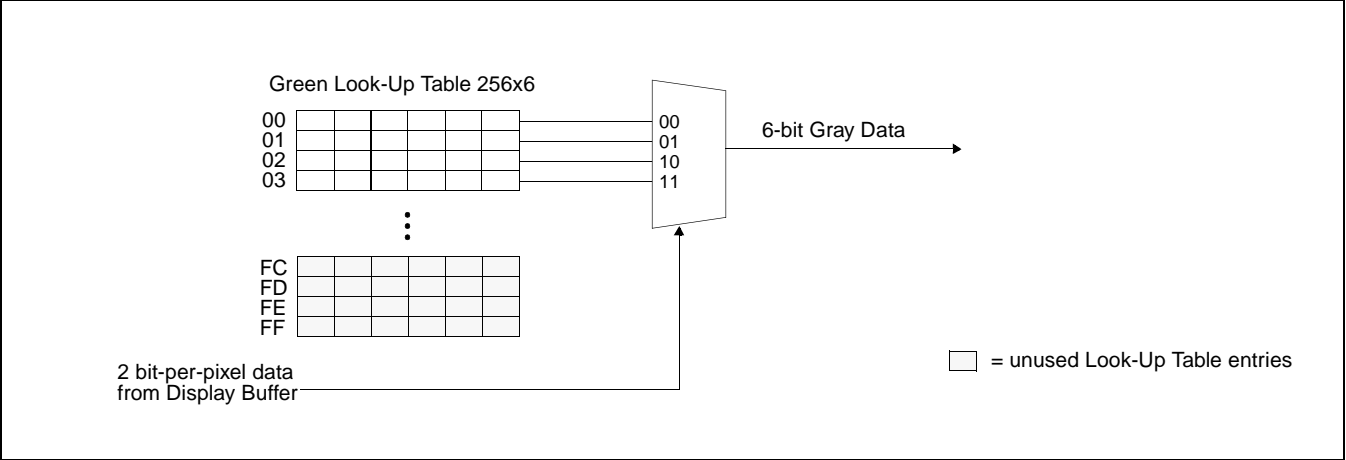 Green Look-Up Table 256x6
00
01
02
03
00
01
10
11
6-bit Gray Data
FC
FD
FE
FF
2 bit-per-pixel data
from Display Buffer
= unused Look-Up Table entries